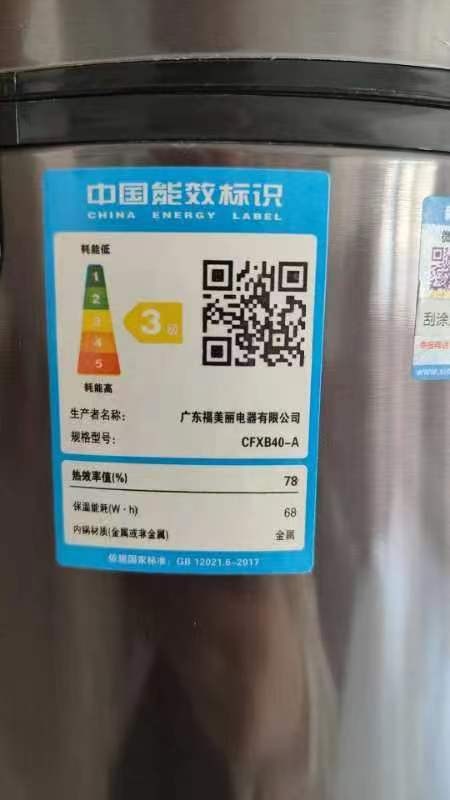 中国能效标识
CHINA ENERGY LABEL
耗能低
1
2
3
4
5
3级
耗能高
生产者名称: 广东福美丽电器有限公司
规格型号: CFXB40-A
热效率值(%) 78
保温能耗(W·h) 68
内锅材质(金属或非金属) 金属
依据国家标准: GB 12021.6-2017
刮涂